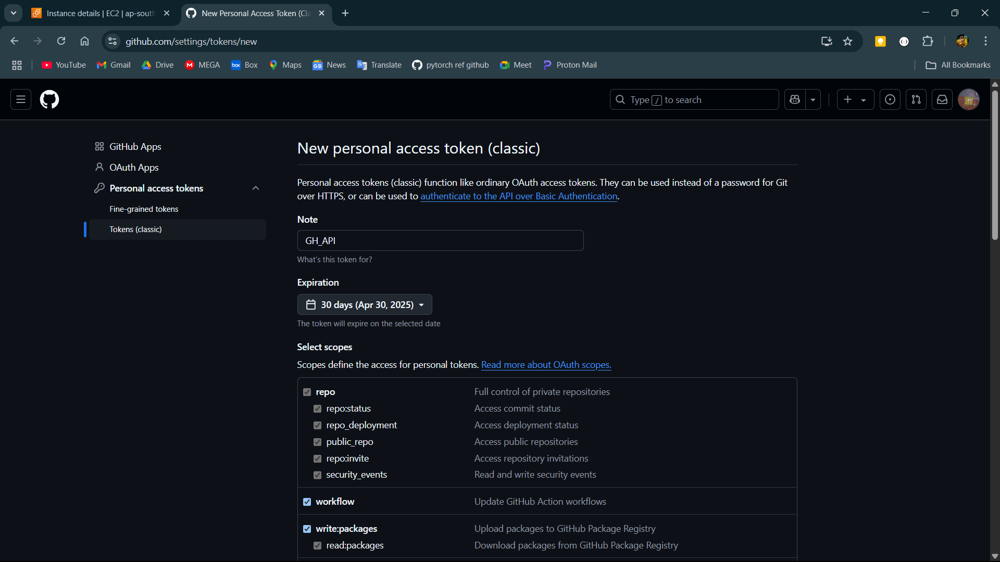 Instance details | EC2 | ap-south
New Personal Access Token (Cla
github.com/settings/tokens/new
YouTube
Gmail
Drive
MEGA
box
Box
Maps
News
Translate
pytorch ref github
Meet
Proton Mail
All Bookmarks
Type / to search
GitHub Apps
OAuth Apps
Personal access tokens
Fine-grained tokens
Tokens (classic)
New personal access token (classic)
Personal access tokens (classic) function like ordinary OAuth access tokens. They can be used instead of a password for Git
over HTTPS, or can be used to authenticate to the API over Basic Authentication.
Note
GH_API
What's this token for?
Expiration
30 days (Apr 30, 2025)
The token will expire on the selected date
Select scopes
Scopes define the access for personal tokens. Read more about OAuth scopes.
repo Full control of private repositories
repo:status Access commit status
repo_deployment Access deployment status
public_repo Access public repositories
repo:invite Access repository invitations
security_events Read and write security events
workflow Update GitHub Action workflows
write:packages Upload packages to GitHub Package Registry
read:packages Download packages from GitHub Package Registry